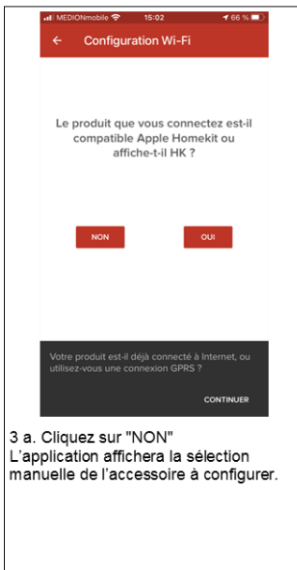 MEDIONmobile 15:02 66 %
Configuration Wi-Fi
Le produit que vous connectez est-il
compatible Apple Homekit ou
affiche-t-il HK ?
NON OUI
Votre produit est-il déjà connecté à Internet, ou
utilisez-vous une connexion GPRS ?
CONTINUER
3 a. Cliquez sur "NON"
L'application affichera la sélection
manuelle de l'accessoire à configurer.